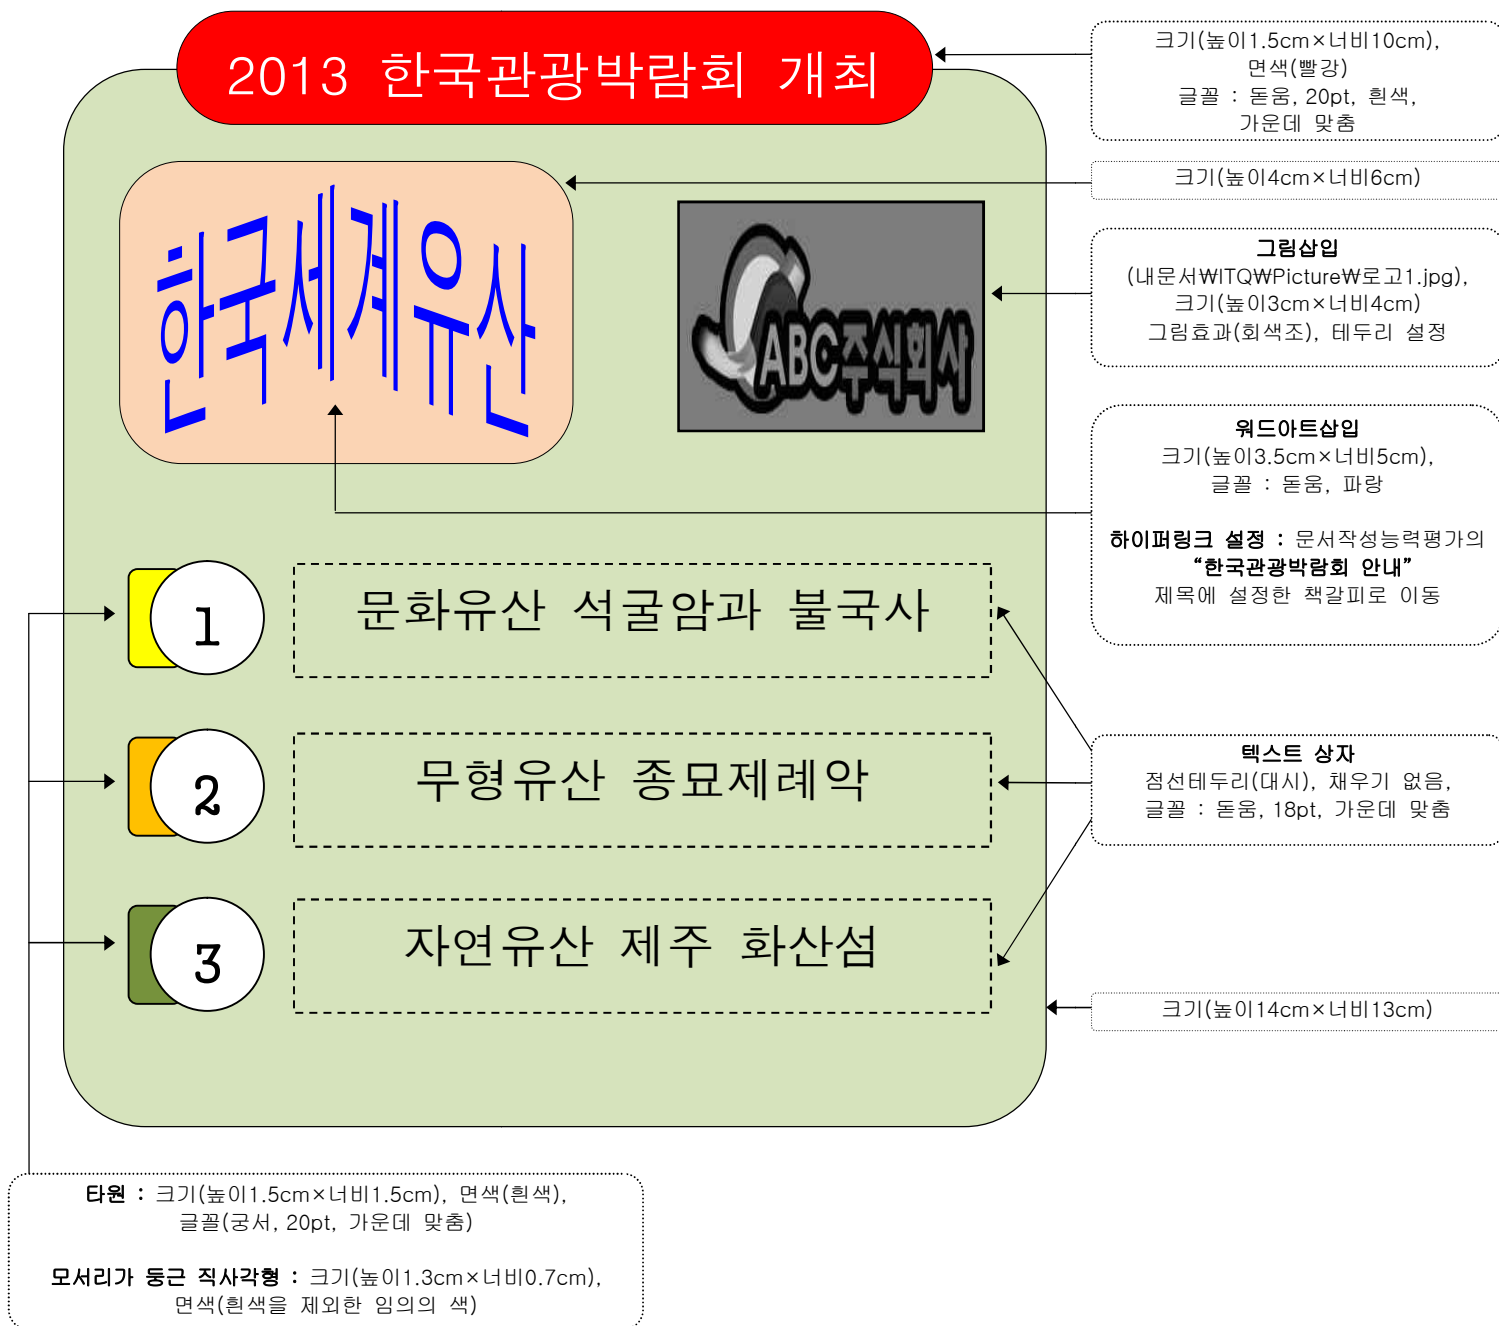 2013 한국관광박람회 개최
크기(높이1.5cm×너비10cm),
면색(빨강)
글꼴 : 돋움, 20pt, 흰색,
가운데 맞춤
크기(높이4cm×너비6cm)
한국세계유산
ABC주식회사
그림삽입
(내문서₩ITQ₩Picture₩로고1.jpg),
크기(높이3cm×너비4cm)
그림효과(회색조), 테두리 설정
워드아트삽입
크기(높이3.5cm×너비5cm),
글꼴 : 돋움, 파랑
하이퍼링크 설정 : 문서작성능력평가의
“한국관광박람회 안내”
제목에 설정한 책갈피로 이동
1
문화유산 석굴암과 불국사
2
무형유산 종묘제례악
텍스트 상자
점선테두리(대시), 채우기 없음,
글꼴 : 돋움, 18pt, 가운데 맞춤
3
자연유산 제주 화산섬
크기(높이14cm×너비13cm)
타원 : 크기(높이1.5cm×너비1.5cm), 면색(흰색),
글꼴(궁서, 20pt, 가운데 맞춤)
모서리가 둥근 직사각형 : 크기(높이1.3cm×너비0.7cm),
면색(흰색을 제외한 임의의 색)